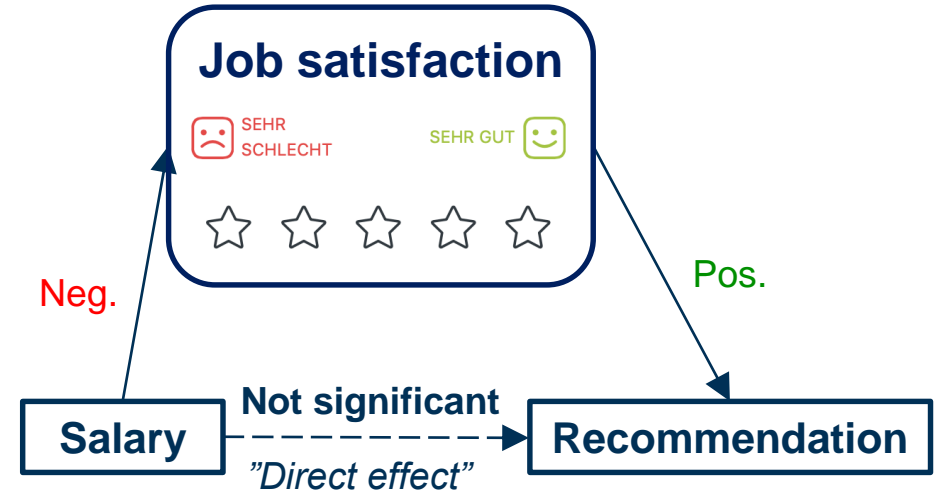 Job satisfaction
SEHR
SCHLECHT
SEHR GUT
Neg.
Pos.
Not significant
Salary
Recommendation
”Direct effect”